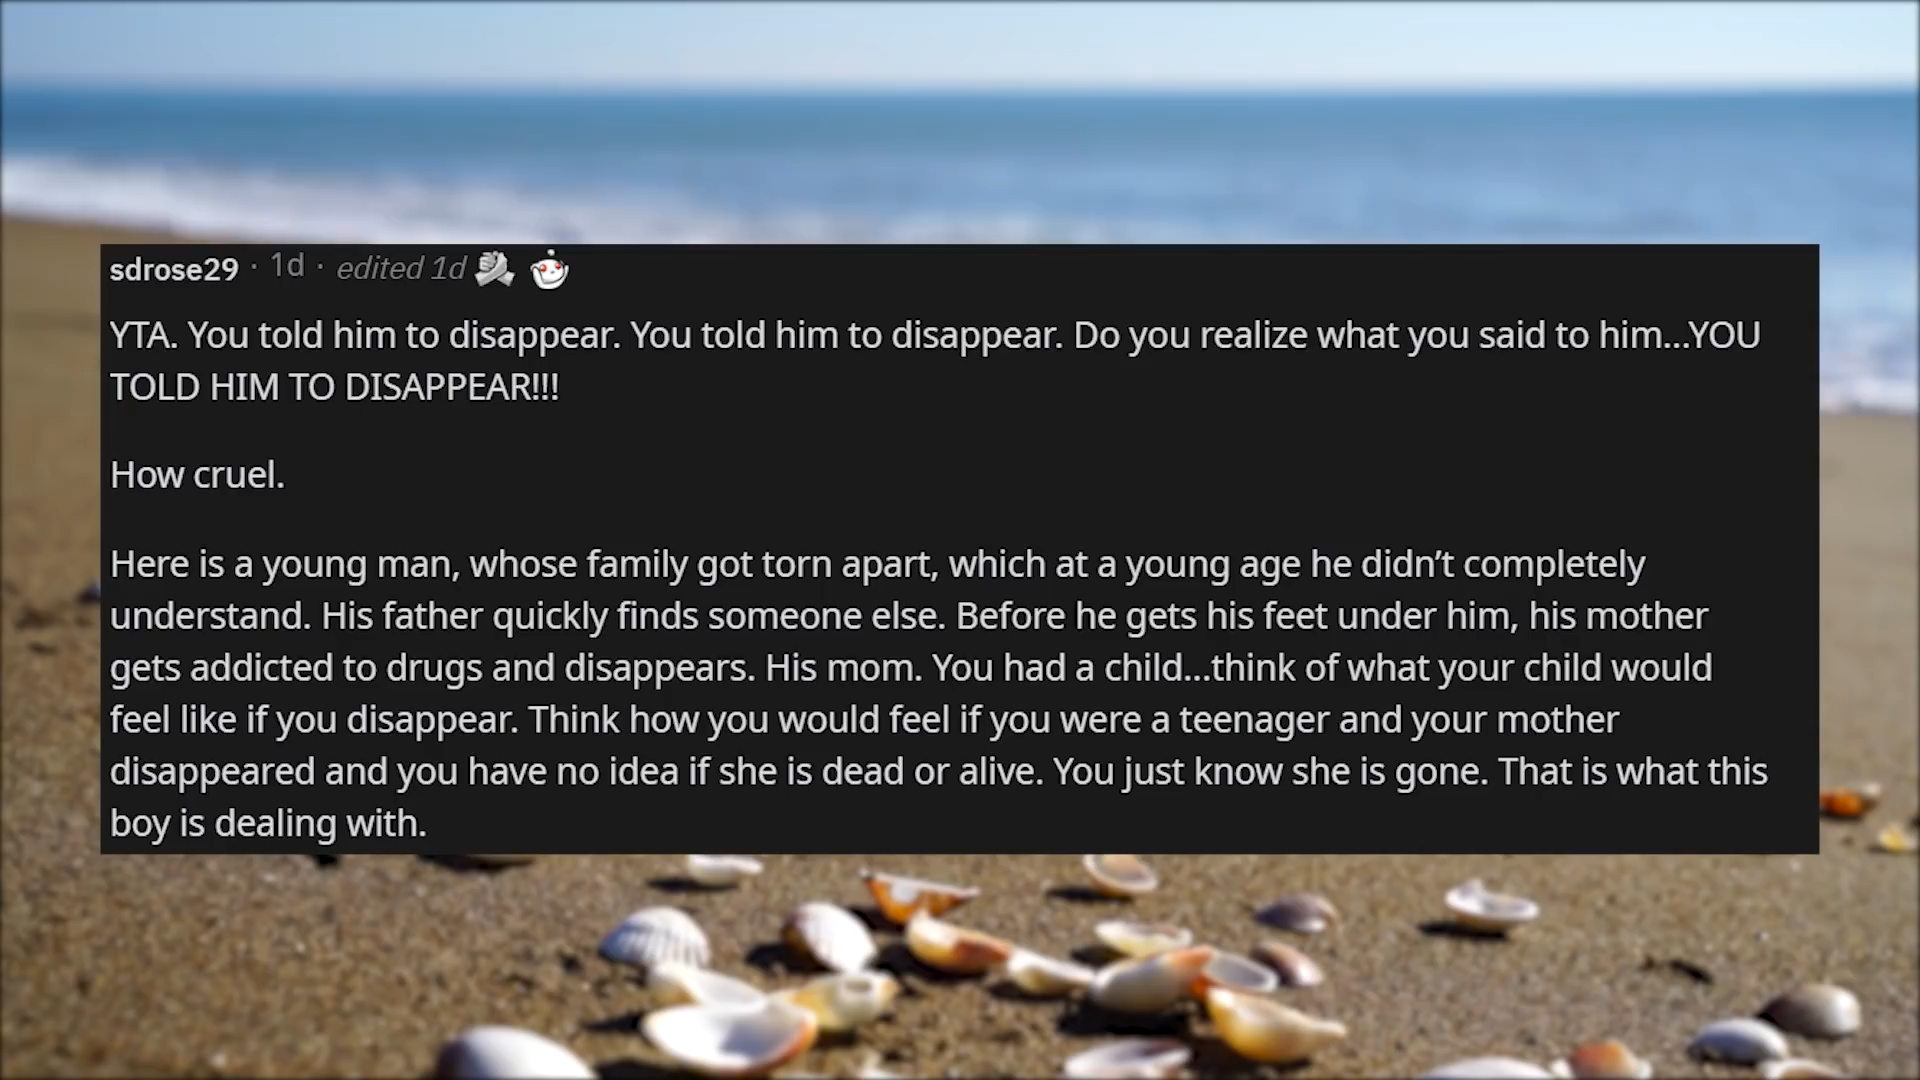 sdrose29 · 1d · edited 1d
YTA. You told him to disappear. You told him to disappear. Do you realize what you said to him...YOU
TOLD HIM TO DISAPPEAR!!!
How cruel.
Here is a young man, whose family got torn apart, which at a young age he didn’t completely
understand. His father quickly finds someone else. Before he gets his feet under him, his mother
gets addicted to drugs and disappears. His mom. You had a child...think of what your child would
feel like if you disappear. Think how you would feel if you were a teenager and your mother
disappeared and you have no idea if she is dead or alive. You just know she is gone. That is what this
boy is dealing with.